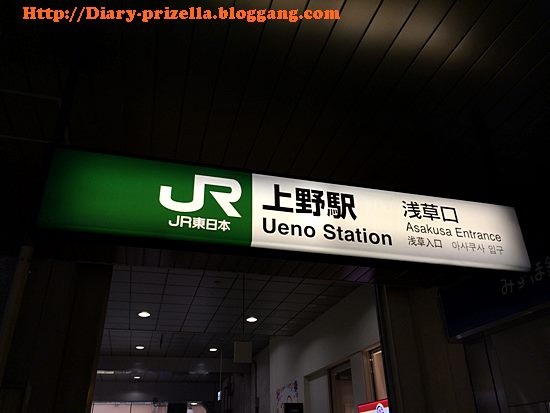 Http://Diary-prizella.bloggang.com
JR
JR東日本
上野駅
Ueno Station
浅草口
Asakusa Entrance
浅草入口 아사쿠사 입구